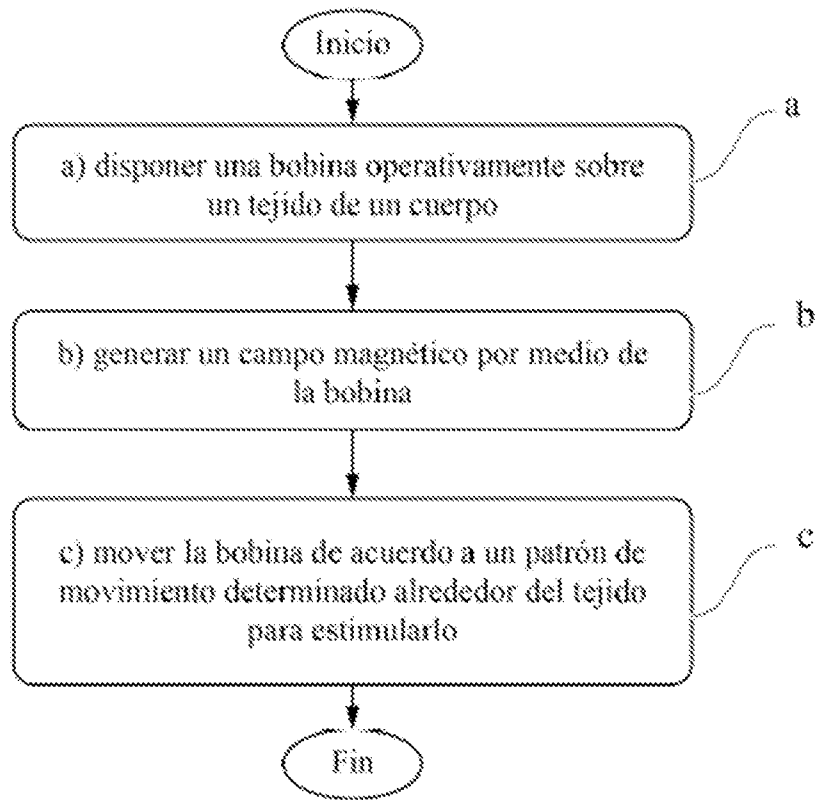 Inicio
a
a) disponer una bobina operativamente sobre
un tejido de un cuerpo
b
b) generar un campo magnético por medio de
la bobina
c
c) mover la bobina de acuerdo a un patrón de
movimiento determinado alrededor del tejido
para estimularlo
Fin